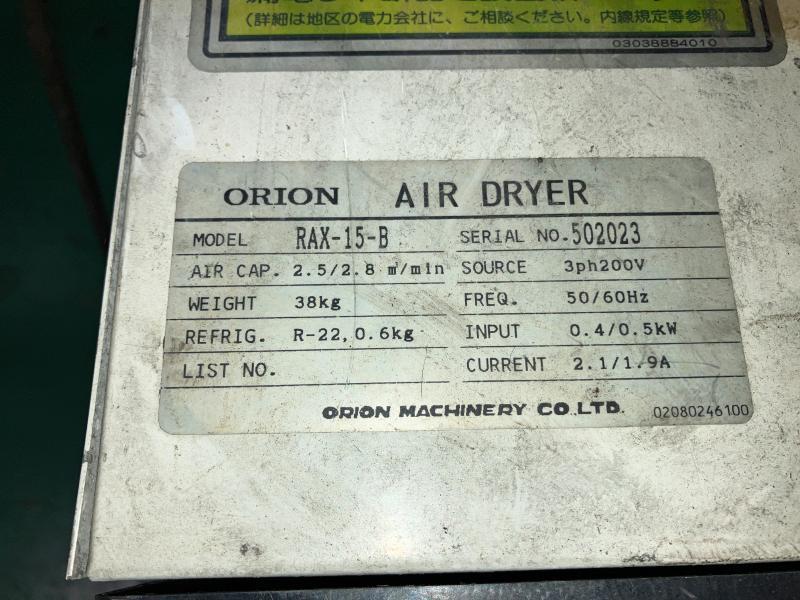 (詳細は地区の電力会社に、ご相談ください。内線規定等参照)
03038884010
ORION AIR DRYER
MODEL RAX-15-B SERIAL NO. 502023
AIR CAP. 2.5/2.8 m³/min SOURCE 3ph200V
WEIGHT 38kg FREQ. 50/60Hz
REFRIG. R-22, 0.6kg INPUT 0.4/0.5kW
LIST NO. CURRENT 2.1/1.9A
ORION MACHINERY CO.,LTD. 02080246100